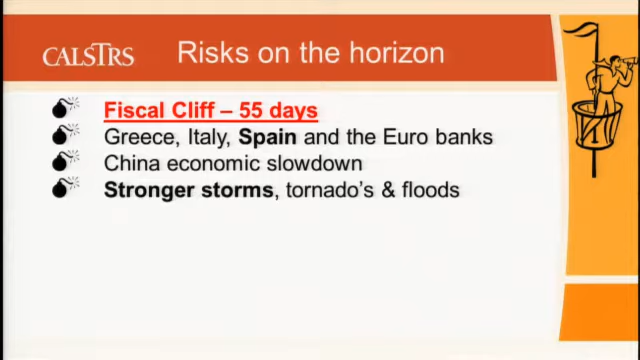 CALSTRS
Risks on the horizon
Fiscal Cliff – 55 days
Greece, Italy, Spain and the Euro banks
China economic slowdown
Stronger storms, tornado's & floods